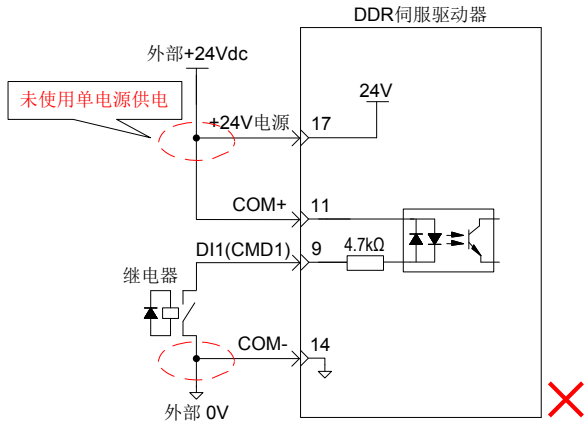 DDR伺服驱动器
外部+24Vdc
未使用单电源供电
24V
+24V电源
17
COM+
11
DI1(CMD1)
9
4.7kΩ
继电器
COM-
14
外部 0V